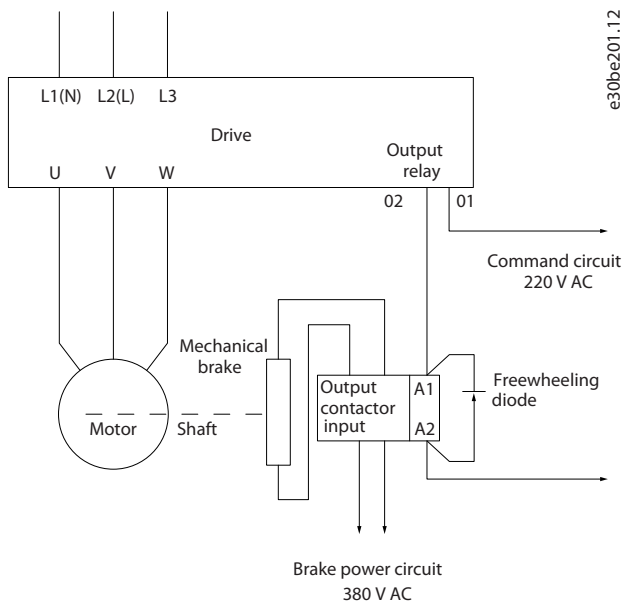 e30be201.12
L1(N) L2(L) L3
Drive
Output
relay
U V W
02 01
Command circuit
220 V AC
Mechanical
brake
Output
contactor
input
A1
A2
Freewheeling
diode
Motor
Shaft
Brake power circuit
380 V AC